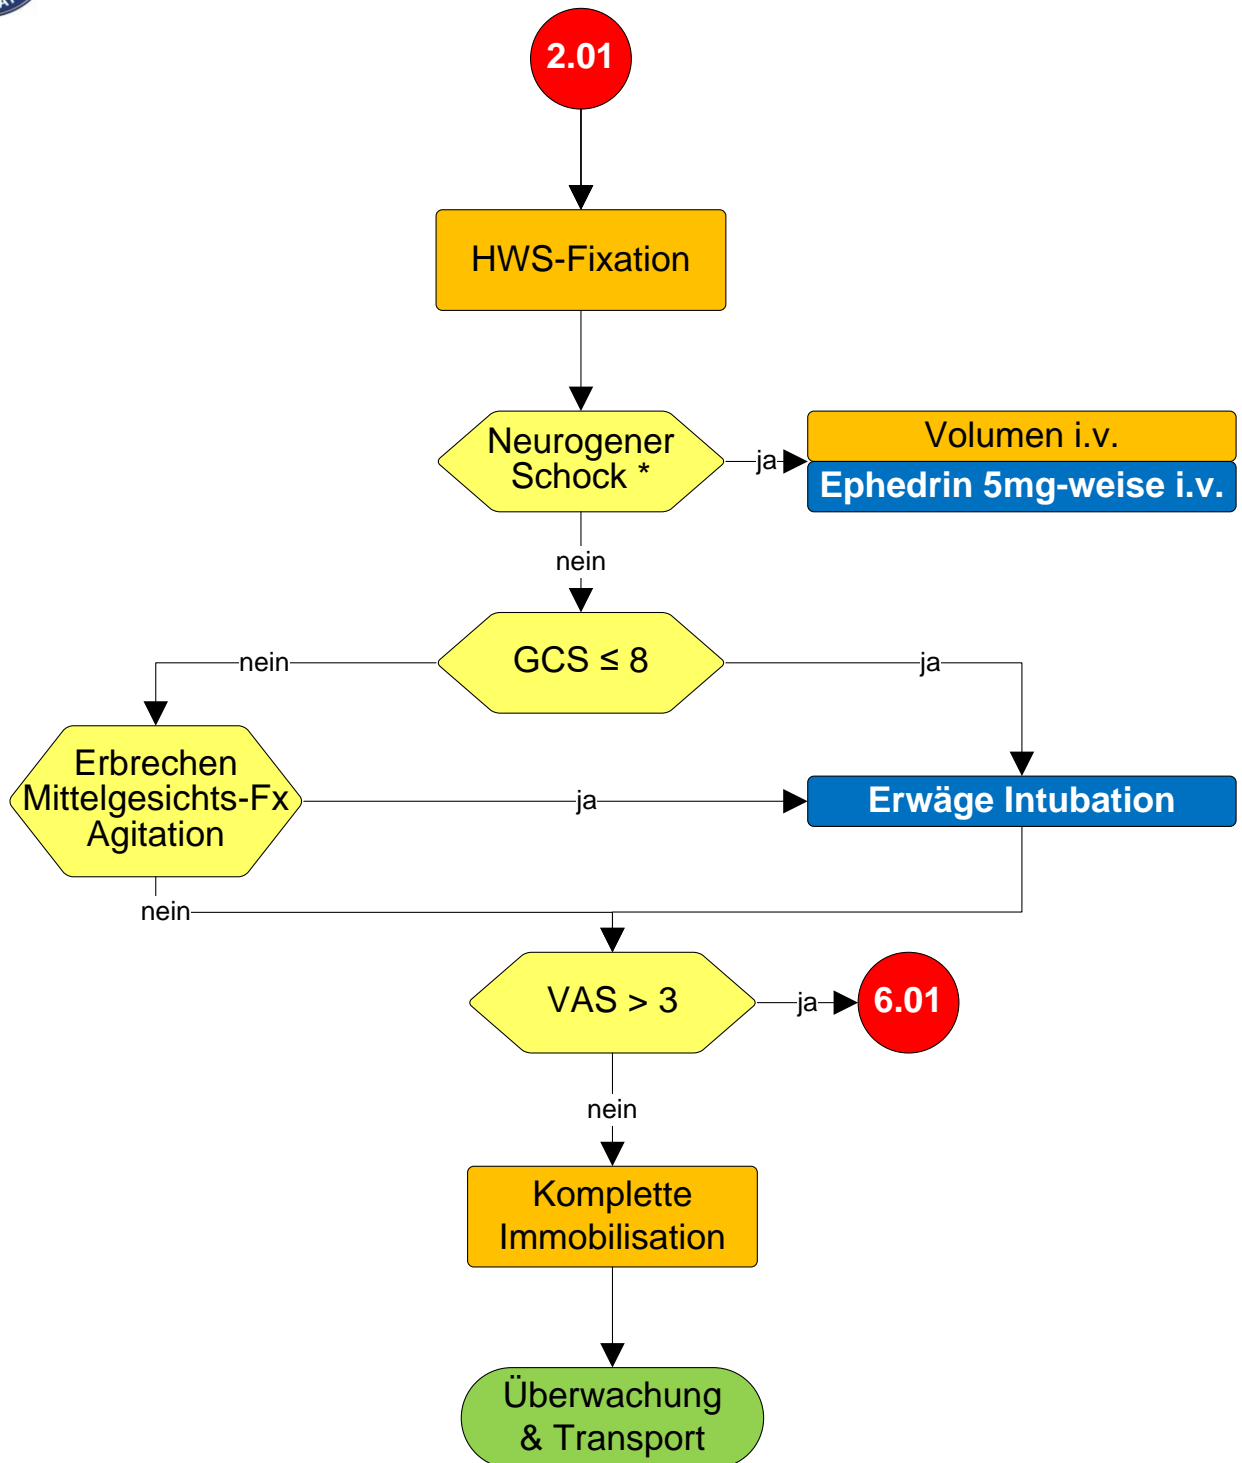 2.01
HWS-Fixation
Neurogener
Schock *
ja
Volumen i.v.
Ephedrin 5mg-weise i.v.
nein
GCS ≤ 8
nein
ja
Erbrechen
Mittelgesichts-Fx
Agitation
ja
Erwäge Intubation
nein
VAS > 3
ja
6.01
nein
Komplette
Immobilisation
Überwachung
& Transport